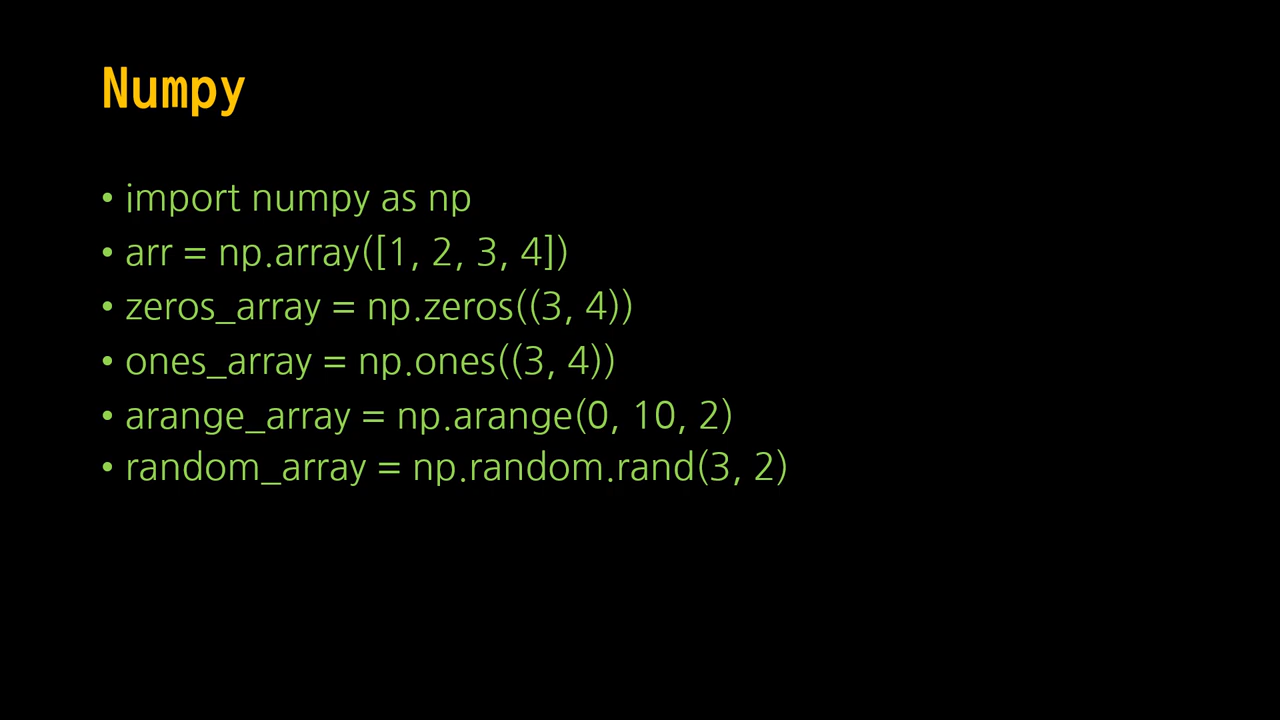 Numpy
• import numpy as np
• arr = np.array([1, 2, 3, 4])
• zeros_array = np.zeros((3, 4))
• ones_array = np.ones((3, 4))
• arange_array = np.arange(0, 10, 2)
• random_array = np.random.rand(3, 2)